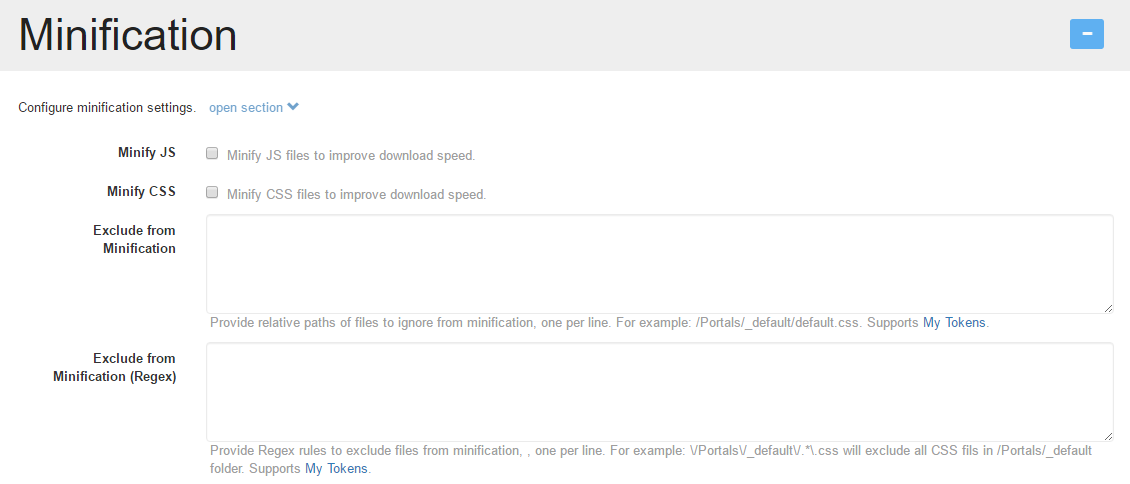 Minification
Configure minification settings. open section
Minify JS
Minify JS files to improve download speed.
Minify CSS
Minify CSS files to improve download speed.
Exclude from
Minification
Provide relative paths of files to ignore from minification, one per line. For example: /Portals/_default/default.css. Supports My Tokens.
Exclude from
Minification (Regex)
Provide Regex rules to exclude files from minification, , one per line. For example: \/Portals\/_default\/.*\.css will exclude all CSS fils in /Portals/_default
folder. Supports My Tokens.